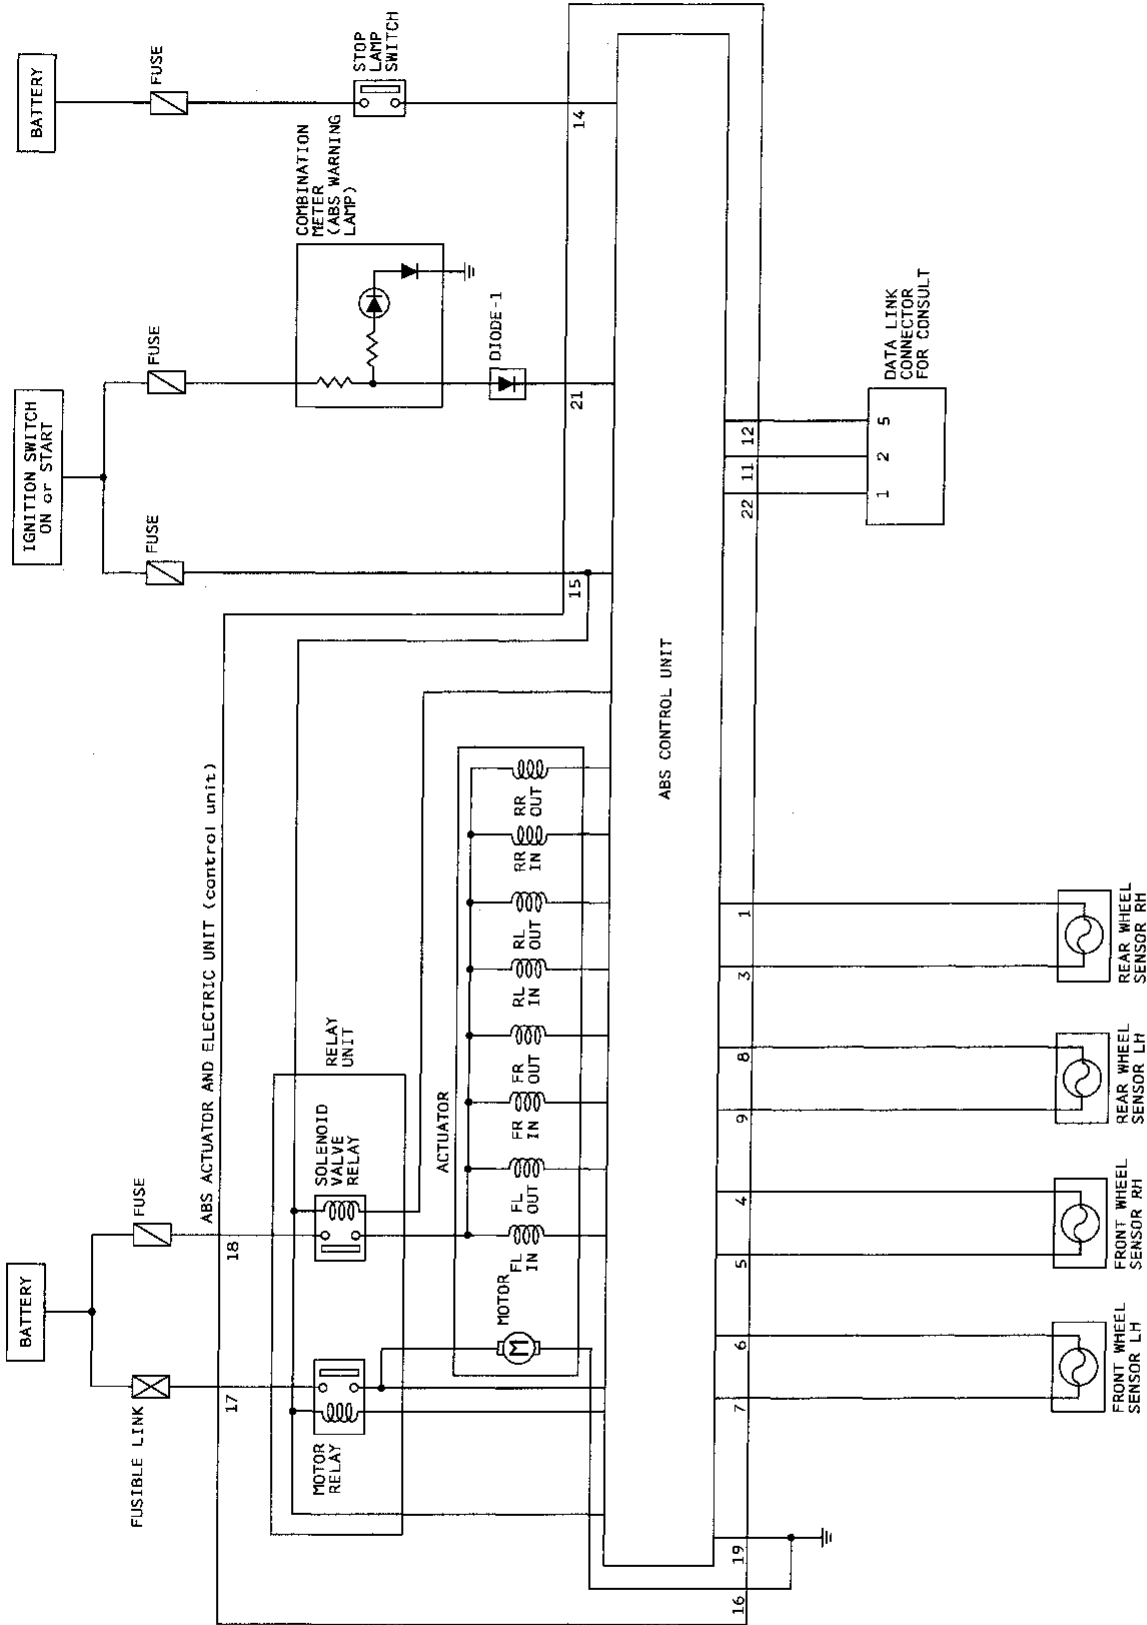 BATTERY
FUSIBLE LINK
FUSE
17
18
ABS ACTUATOR AND ELECTRIC UNIT (control unit)
MOTOR
RELAY
SOLENOID
VALVE
RELAY
RELAY
UNIT
ACTUATOR
MOTOR
FL
IN
FL
OUT
FR
IN
FR
OUT
RL
IN
RL
OUT
RR
IN
RR
OUT
IGNITION SWITCH
ON or START
FUSE
FUSE
COMBINATION
METER
(ABS WARNING
LAMP)
DIODE-1
15
21
BATTERY
FUSE
STOP
LAMP
SWITCH
14
ABS CONTROL UNIT
16
19
7
6
5
4
9
8
3
1
22
11
12
1
2
5
DATA LINK
CONNECTOR
FOR CONSULT
FRONT WHEEL
SENSOR LH
FRONT WHEEL
SENSOR RH
REAR WHEEL
SENSOR LH
REAR WHEEL
SENSOR RH
M